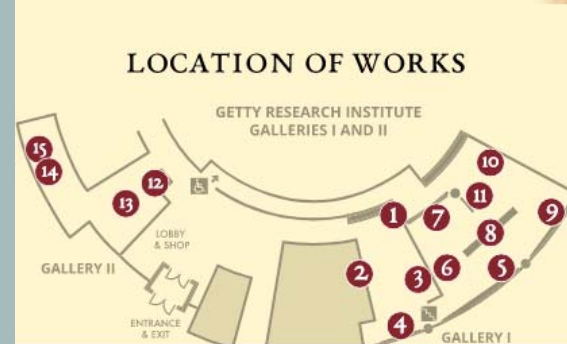 LOCATION OF WORKS
GETTY RESEARCH INSTITUTE
GALLERIES I AND II
15
14
13
12
10
11
1
7
9
8
2
3
6
5
4
LOBBY
& SHOP
GALLERY II
ENTRANCE
& EXIT
GALLERY I